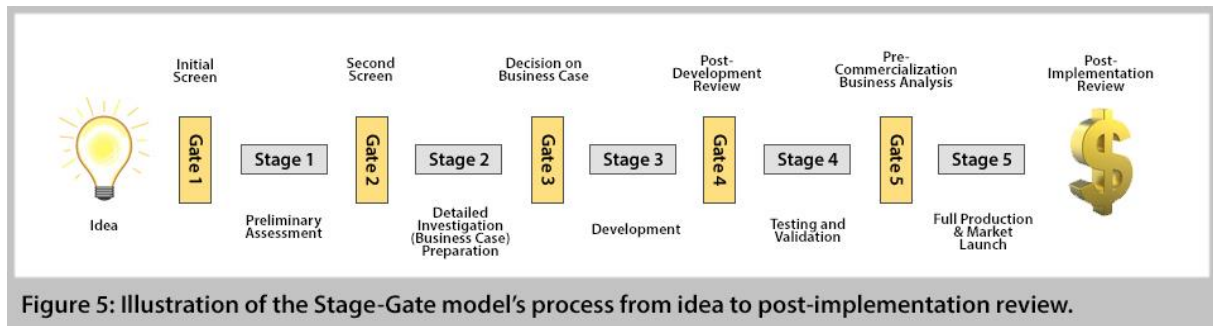 Initial
Screen
Second
Screen
Decision on
Business Case
Post-
Development
Review
Pre-
Commercialization
Business Analysis
Post-
Implementation
Review
Gate 1
Stage 1
Gate 2
Stage 2
Gate 3
Stage 3
Gate 4
Stage 4
Gate 5
Stage 5
Idea
Preliminary
Assessment
Detailed
Investigation
(Business Case)
Preparation
Development
Testing and
Validation
Full Production
& Market
Launch
Figure 5: Illustration of the Stage-Gate model's process from idea to post-implementation review.